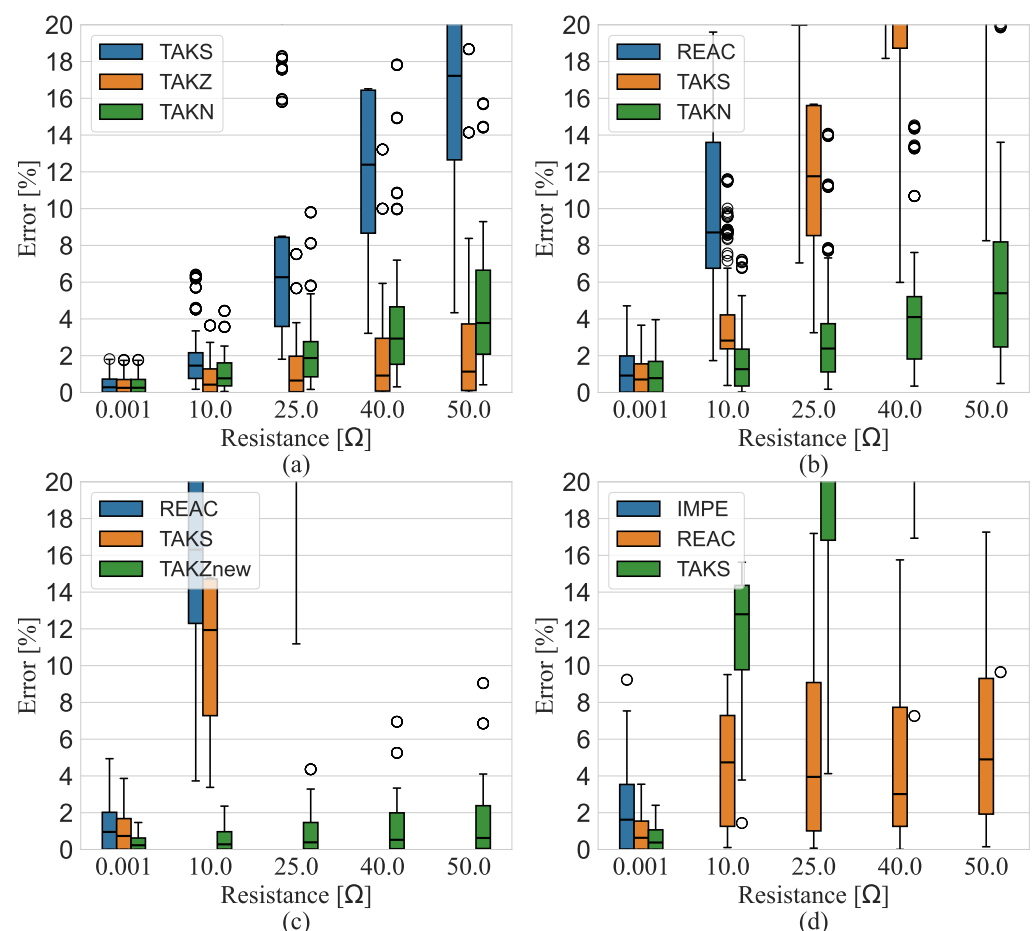 20
18
16
14
12
10
8
6
4
2
0
Error [%]
TAKS
TAKZ
TAKN
0.001 10.0 25.0 40.0 50.0
Resistance [Ω]
(a)
20
18
16
14
12
10
8
6
4
2
0
Error [%]
REAC
TAKS
TAKN
0.001 10.0 25.0 40.0 50.0
Resistance [Ω]
(b)
20
18
16
14
12
10
8
6
4
2
0
Error [%]
REAC
TAKS
TAKZnew
0.001 10.0 25.0 40.0 50.0
Resistance [Ω]
(c)
20
18
16
14
12
10
8
6
4
2
0
Error [%]
IMPE
REAC
TAKS
0.001 10.0 25.0 40.0 50.0
Resistance [Ω]
(d)